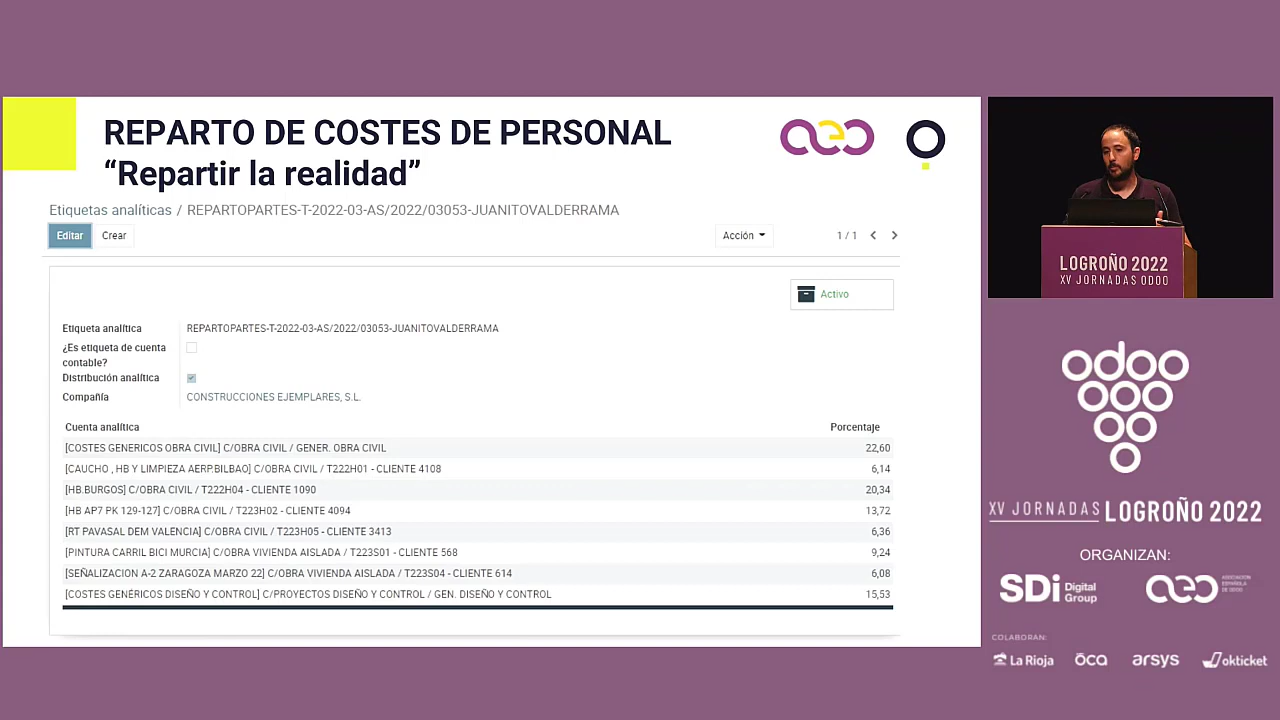 REPARTO DE COSTES DE PERSONAL
“Repartir la realidad”
aeo
Etiquetas analíticas / REPARTOPARTES-T-2022-03-AS/2022/03053-JUANITOVALDERRAMA
Editar Crear Acción 1 / 1
Activo
Etiqueta analítica REPARTOPARTES-T-2022-03-AS/2022/03053-JUANITOVALDERRAMA
¿Es etiqueta de cuenta
contable?
Distribución analítica
Compañía CONSTRUCCIONES EJEMPLARES, S.L.
Cuenta analítica Porcentaje
[COSTES GENERICOS OBRA CIVIL] C/OBRA CIVIL / GENER. OBRA CIVIL 22,60
[CAUCHO , HB Y LIMPIEZA AERP.BILBAO] C/OBRA CIVIL / T222H01 - CLIENTE 4108 6,14
[HB.BURGOS] C/OBRA CIVIL / T222H04 - CLIENTE 1090 20,34
[HB AP7 PK 129-127] C/OBRA CIVIL / T223H02 - CLIENTE 4094 13,72
[RT PAVASAL DEM VALENCIA] C/OBRA CIVIL / T223H05 - CLIENTE 3413 6,36
[PINTURA CARRIL BICI MURCIA] C/OBRA VIVIENDA AISLADA / T223S01 - CLIENTE 568 9,24
[SEÑALIZACION A-2 ZARAGOZA MARZO 22] C/OBRA VIVIENDA AISLADA / T223S04 - CLIENTE 614 6,08
[COSTES GENÉRICOS DISEÑO Y CONTROL] C/PROYECTOS DISEÑO Y CONTROL / GEN. DISEÑO Y CONTROL 15,53
LOGROÑO 2022
XV JORNADAS ODOO
odoo
XV JORNADAS LOGROÑO 2022
ORGANIZAN:
SDi Digital
Group
aeo ASOCIACIÓN
ESPAÑOLA
DE ODOO
COLABORAN:
La Rioja oca arsys okticket